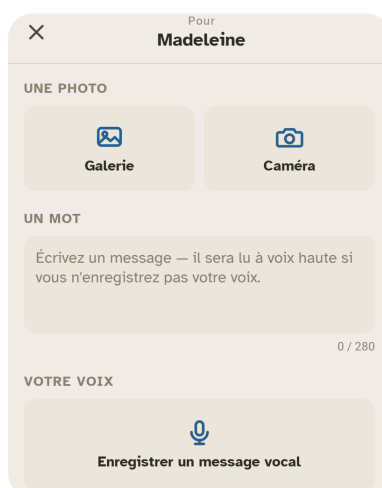 Pour
Madeleine
UNE PHOTO
Galerie
Caméra
UN MOT
Écrivez un message — il sera lu à voix haute si
vous n'enregistrez pas votre voix.
0 / 280
VOTRE VOIX
Enregistrer un message vocal